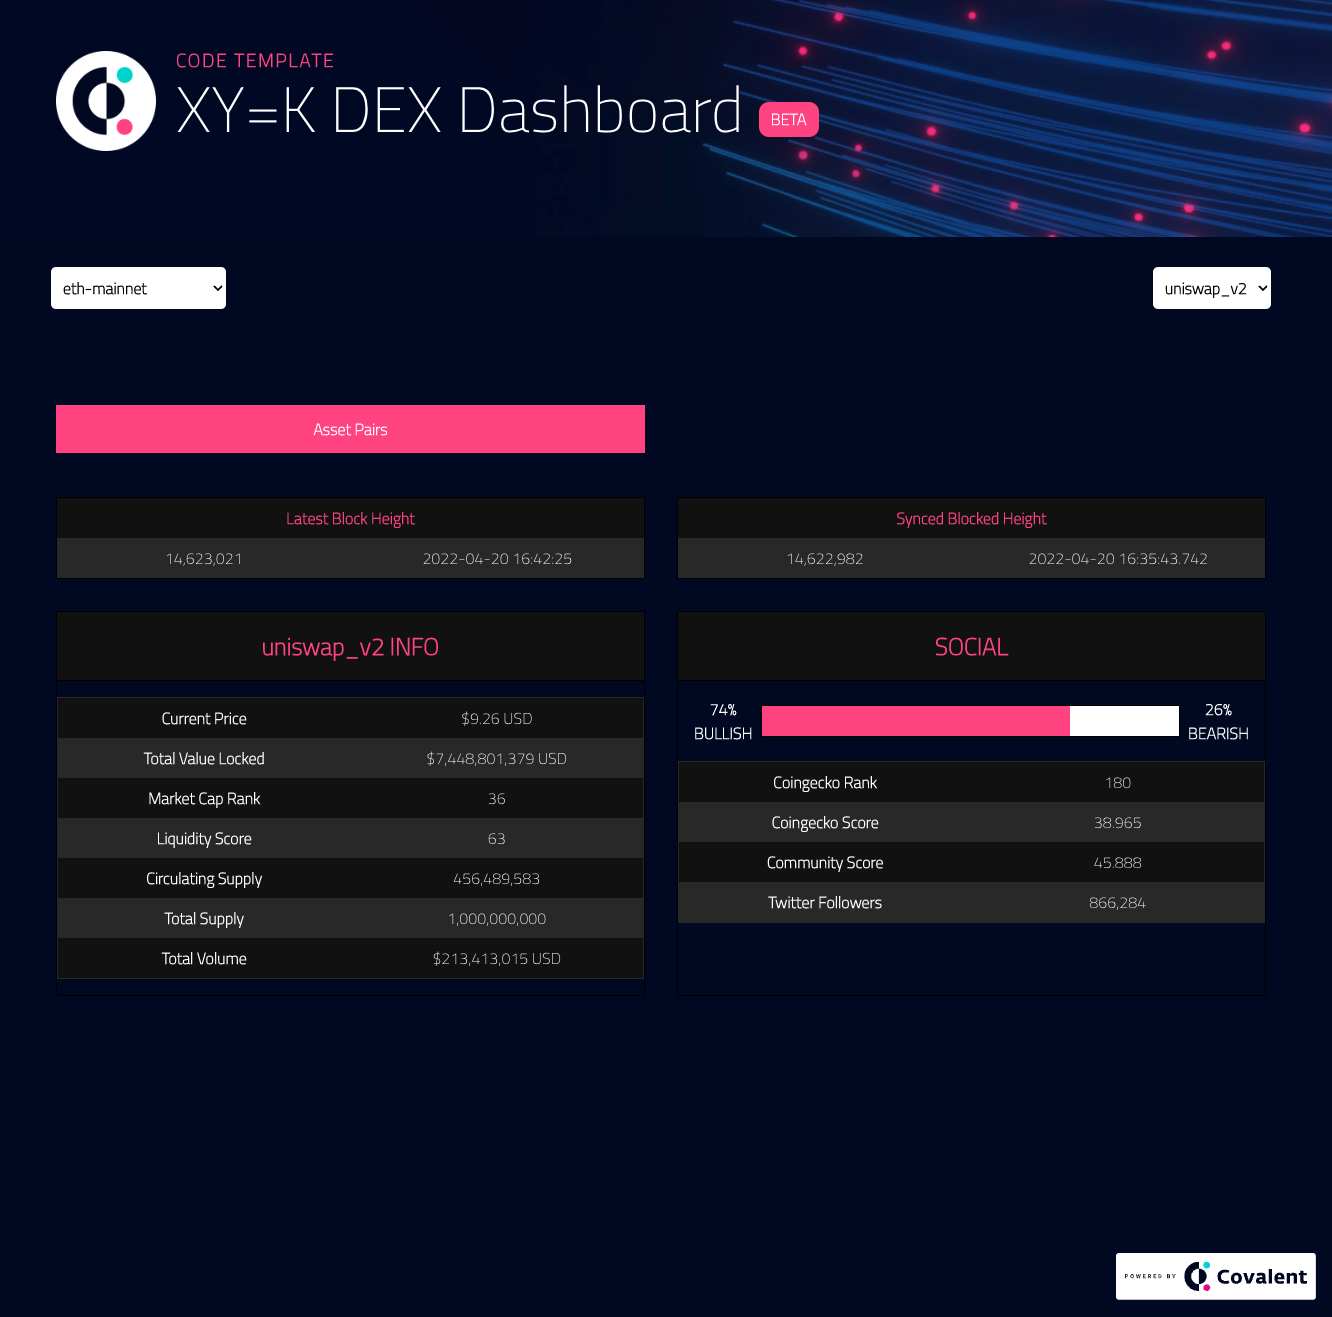 CODE TEMPLATE
XY=K DEX Dashboard BETA
eth-mainnet
uniswap_v2
Asset Pairs
Latest Block Height
14,623,021 2022-04-20 16:42:25
Synced Blocked Height
14,622,982 2022-04-20 16:35:43.742
uniswap_v2 INFO
Current Price $9.26 USD
Total Value Locked $7,448,801,379 USD
Market Cap Rank 36
Liquidity Score 63
Circulating Supply 456,489,583
Total Supply 1,000,000,000
Total Volume $213,413,015 USD
SOCIAL
74% 26%
BULLISH BEARISH
Coingecko Rank 180
Coingecko Score 38.965
Community Score 45.888
Twitter Followers 866,284
POWERED BY Covalent